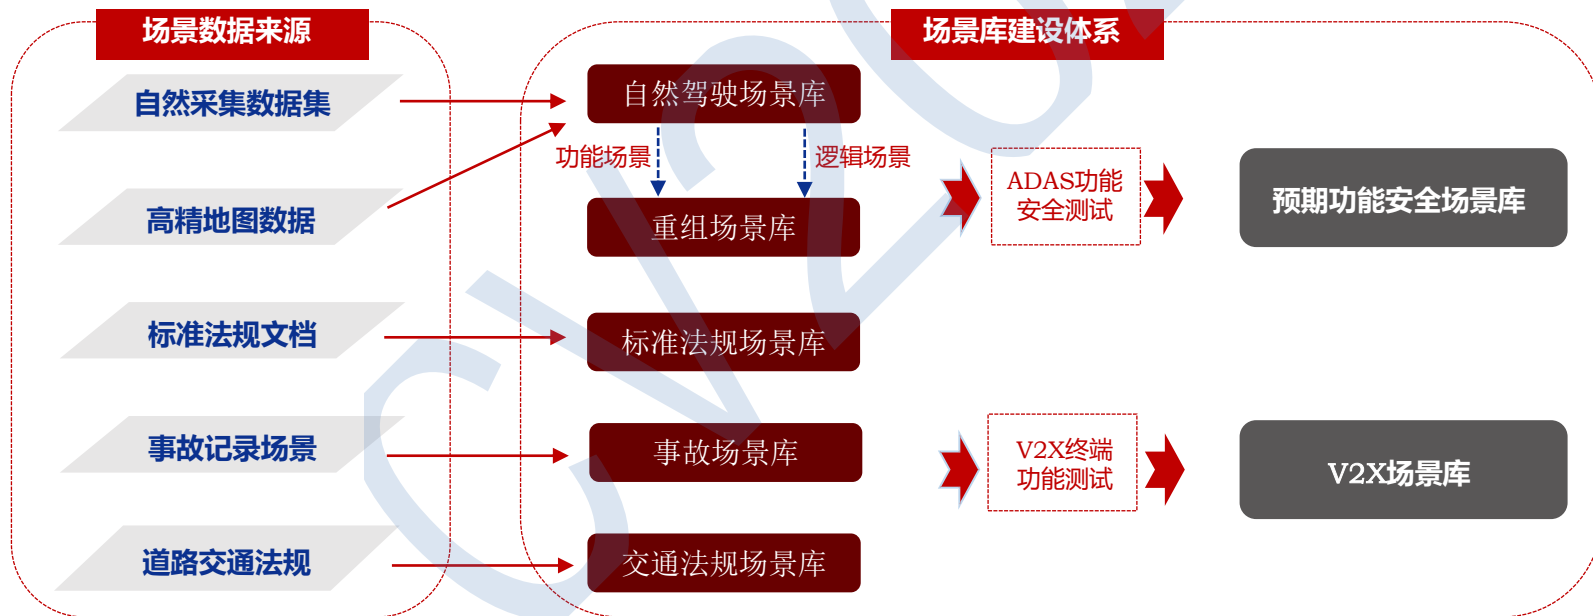 场景数据来源
场景库建设体系
自然采集数据集
高精地图数据
标准法规文档
事故记录场景
道路交通法规
自然驾驶场景库
功能场景
逻辑场景
重组场景库
标准法规场景库
事故场景库
交通法规场景库
ADAS功能
安全测试
预期功能安全场景库
V2X终端
功能测试
V2X场景库